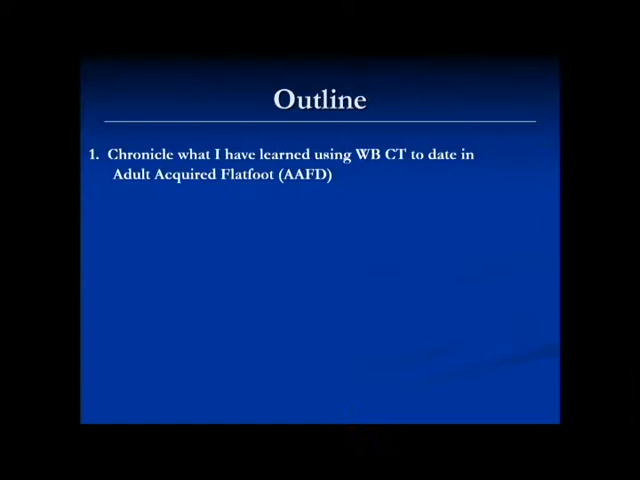 Outline
1. Chronicle what I have learned using WB CT to date in
Adult Acquired Flatfoot (AAFD)